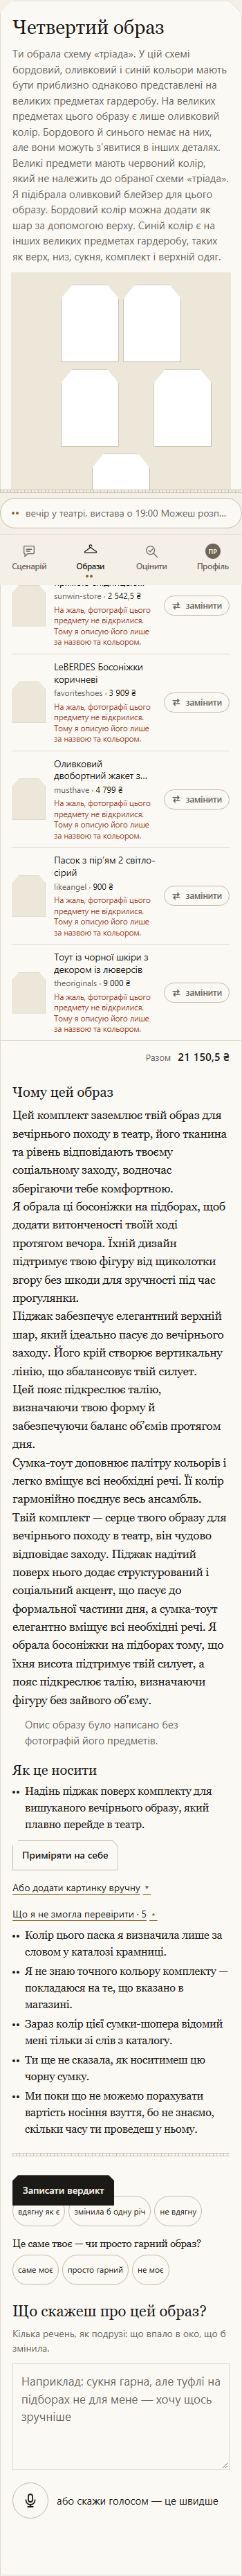 Четвертий образ
Ти обрала схему «тріада». У цій схемі
бордовий, оливковий і синій кольори мають
бути приблизно однаково представлені на
великих предметах гардеробу. На великих
предметах цього образу є лише оливковий
колір. Бордового й синього немає на них,
але вони можуть з’явитися в інших деталях.
Великі предмети мають червоний колір,
який не належить до обраної схеми «тріада».
Я підібрала оливковий блейзер для цього
образу. Бордовий колір можна додати як
шар за допомогою верху. Синій колір є на
інших великих предметах гардеробу, таких
як верх, низ, сукня, комплект і верхній одяг.
вечір у театрі, вистава о 19:00 Можеш розп...
Сценарій
Образи
Оцінити
ПР
Профіль
sunwin-store · 2 542,5 ₴
На жаль, фотографії цього
предмету не відкрилися.
Тому я описую його лише
за назвою та кольором.
замінити
LeBERDES Босоніжки
коричневі
favoriteshoes · 3 909 ₴
На жаль, фотографії цього
предмету не відкрилися.
Тому я описую його лише
за назвою та кольором.
замінити
Оливковий
двобортний жакет з...
musthave · 4 799 ₴
На жаль, фотографії цього
предмету не відкрилися.
Тому я описую його лише
за назвою та кольором.
замінити
Пасок з пір’ям 2 світло-
сірий
likeangel · 900 ₴
На жаль, фотографії цього
предмету не відкрилися.
Тому я описую його лише
за назвою та кольором.
замінити
Тоут із чорної шкіри з
декором із люверсів
theoriginals · 9 000 ₴
На жаль, фотографії цього
предмету не відкрилися.
Тому я описую його лише
за назвою та кольором.
замінити
Разом 21 150,5 ₴
Чому цей образ
Цей комплект заземлює твій образ для
вечірнього походу в театр, його тканина
та рівень відповідають твоєму
соціальному заходу, водночас
зберігаючи тебе комфортною.
Я обрала ці босоніжки на підборах, щоб
додати витонченості твоїй ході
протягом вечора. Їхній дизайн
підтримує твою фігуру від щиколотки
вгору без шкоди для зручності під час
прогулянки.
Піджак забезпечує елегантний верхній
шар, який ідеально пасує до вечірнього
заходу. Його крій створює вертикальну
лінію, що збалансовує твій силует.
Цей пояс підкреслює талію,
визначаючи твою форму й
забезпечуючи баланс об’ємів протягом
дня.
Сумка-тоут доповнює палітру кольорів і
легко вміщує всі необхідні речі. Її колір
гармонійно поєднує весь ансамбль.
Твій комплект — серце твого образу для
вечірнього походу в театр, він чудово
відповідає заходу. Піджак надітий
поверх нього додає структурований і
соціальний акцент, що пасує до
формальної частини дня, а сумка-тоут
елегантно вміщує всі необхідні речі. Я
обрала босоніжки на підборах тому, що
їхня висота підтримує твій силует, а
пояс підкреслює талію, визначаючи
фігуру без зайвого об’єму.
Опис образу було написано без
фотографій його предметів.
Як це носити
Надінь піджак поверх комплекту для
вишуканого вечірнього образу, який
плавно перейде в театр.
Приміряти на себе
Або додати картинку вручну
Що я не змогла перевірити · 5
Колір цього паска я визначила лише за
словом у каталозі крамниці.
Я не знаю точного кольору комплекту —
покладаюся на те, що вказано в
магазині.
Зараз колір цієї сумки-шопера відомий
мені тільки зі слів з каталогу.
Ти ще не сказала, як носитимеш цю
чорну сумку.
Ми поки що не можемо порахувати
вартість носіння взуття, бо не знаємо,
скільки часу ти проведеш у ньому.
Записати вердикт
вдягну як є
змінила б одну річ
не вдягну
Це саме твоє — чи просто гарний образ?
саме моє
просто гарний
не моє
Що скажеш про цей образ?
Кілька речень, як подрузі: що впало в око, що б
змінила.
Наприклад: сукня гарна, але туфлі на
підборах не для мене — хочу щось
зручніше
або скажи голосом — це швидше